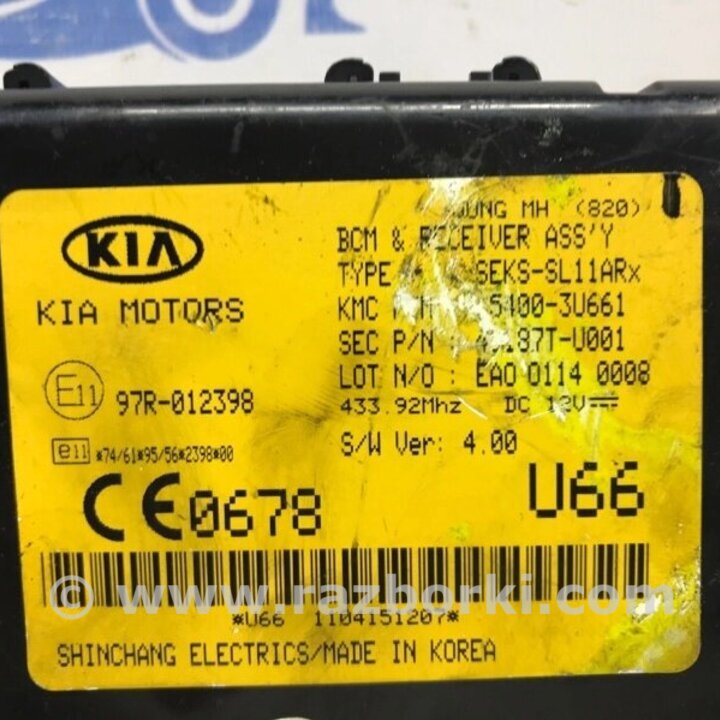 KIA
KIA MOTORS
E11
97R-012398
e11 *74/61*95/56*2398*00
CE0678
MH (820)
BCM & RECEIVER ASS'Y
TYPE SEKS-SL11ARx
KMC 5400-3U661
SEC P/N : 137T-U001
LOT N/O : EAO 0114 0008
433.92Mhz DC 12V
S/W Ver: 4.00
U66
© www.razborki.com
*U66 1104151207*
SHINCHANG ELECTRICS/MADE IN KOREA